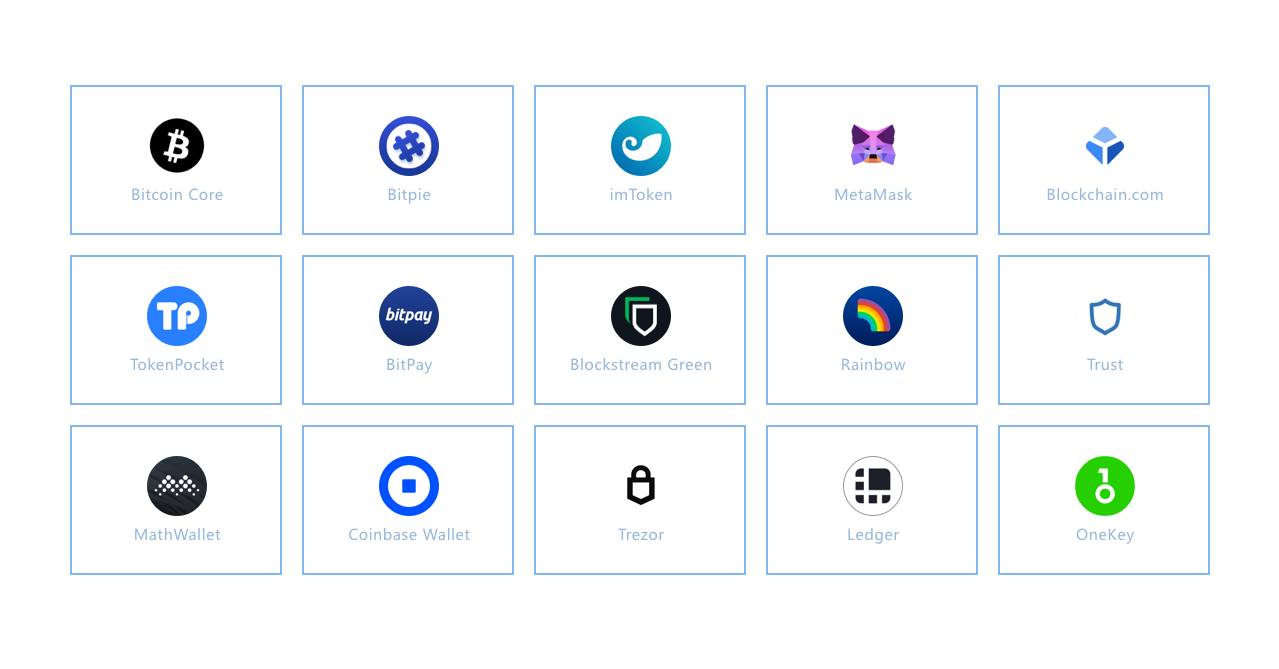 Bitcoin Core
Bitpie
imToken
MetaMask
Blockchain.com
TP
TokenPocket
bitpay
BitPay
Blockstream Green
Rainbow
Trust
MathWallet
Coinbase Wallet
Trezor
Ledger
OneKey